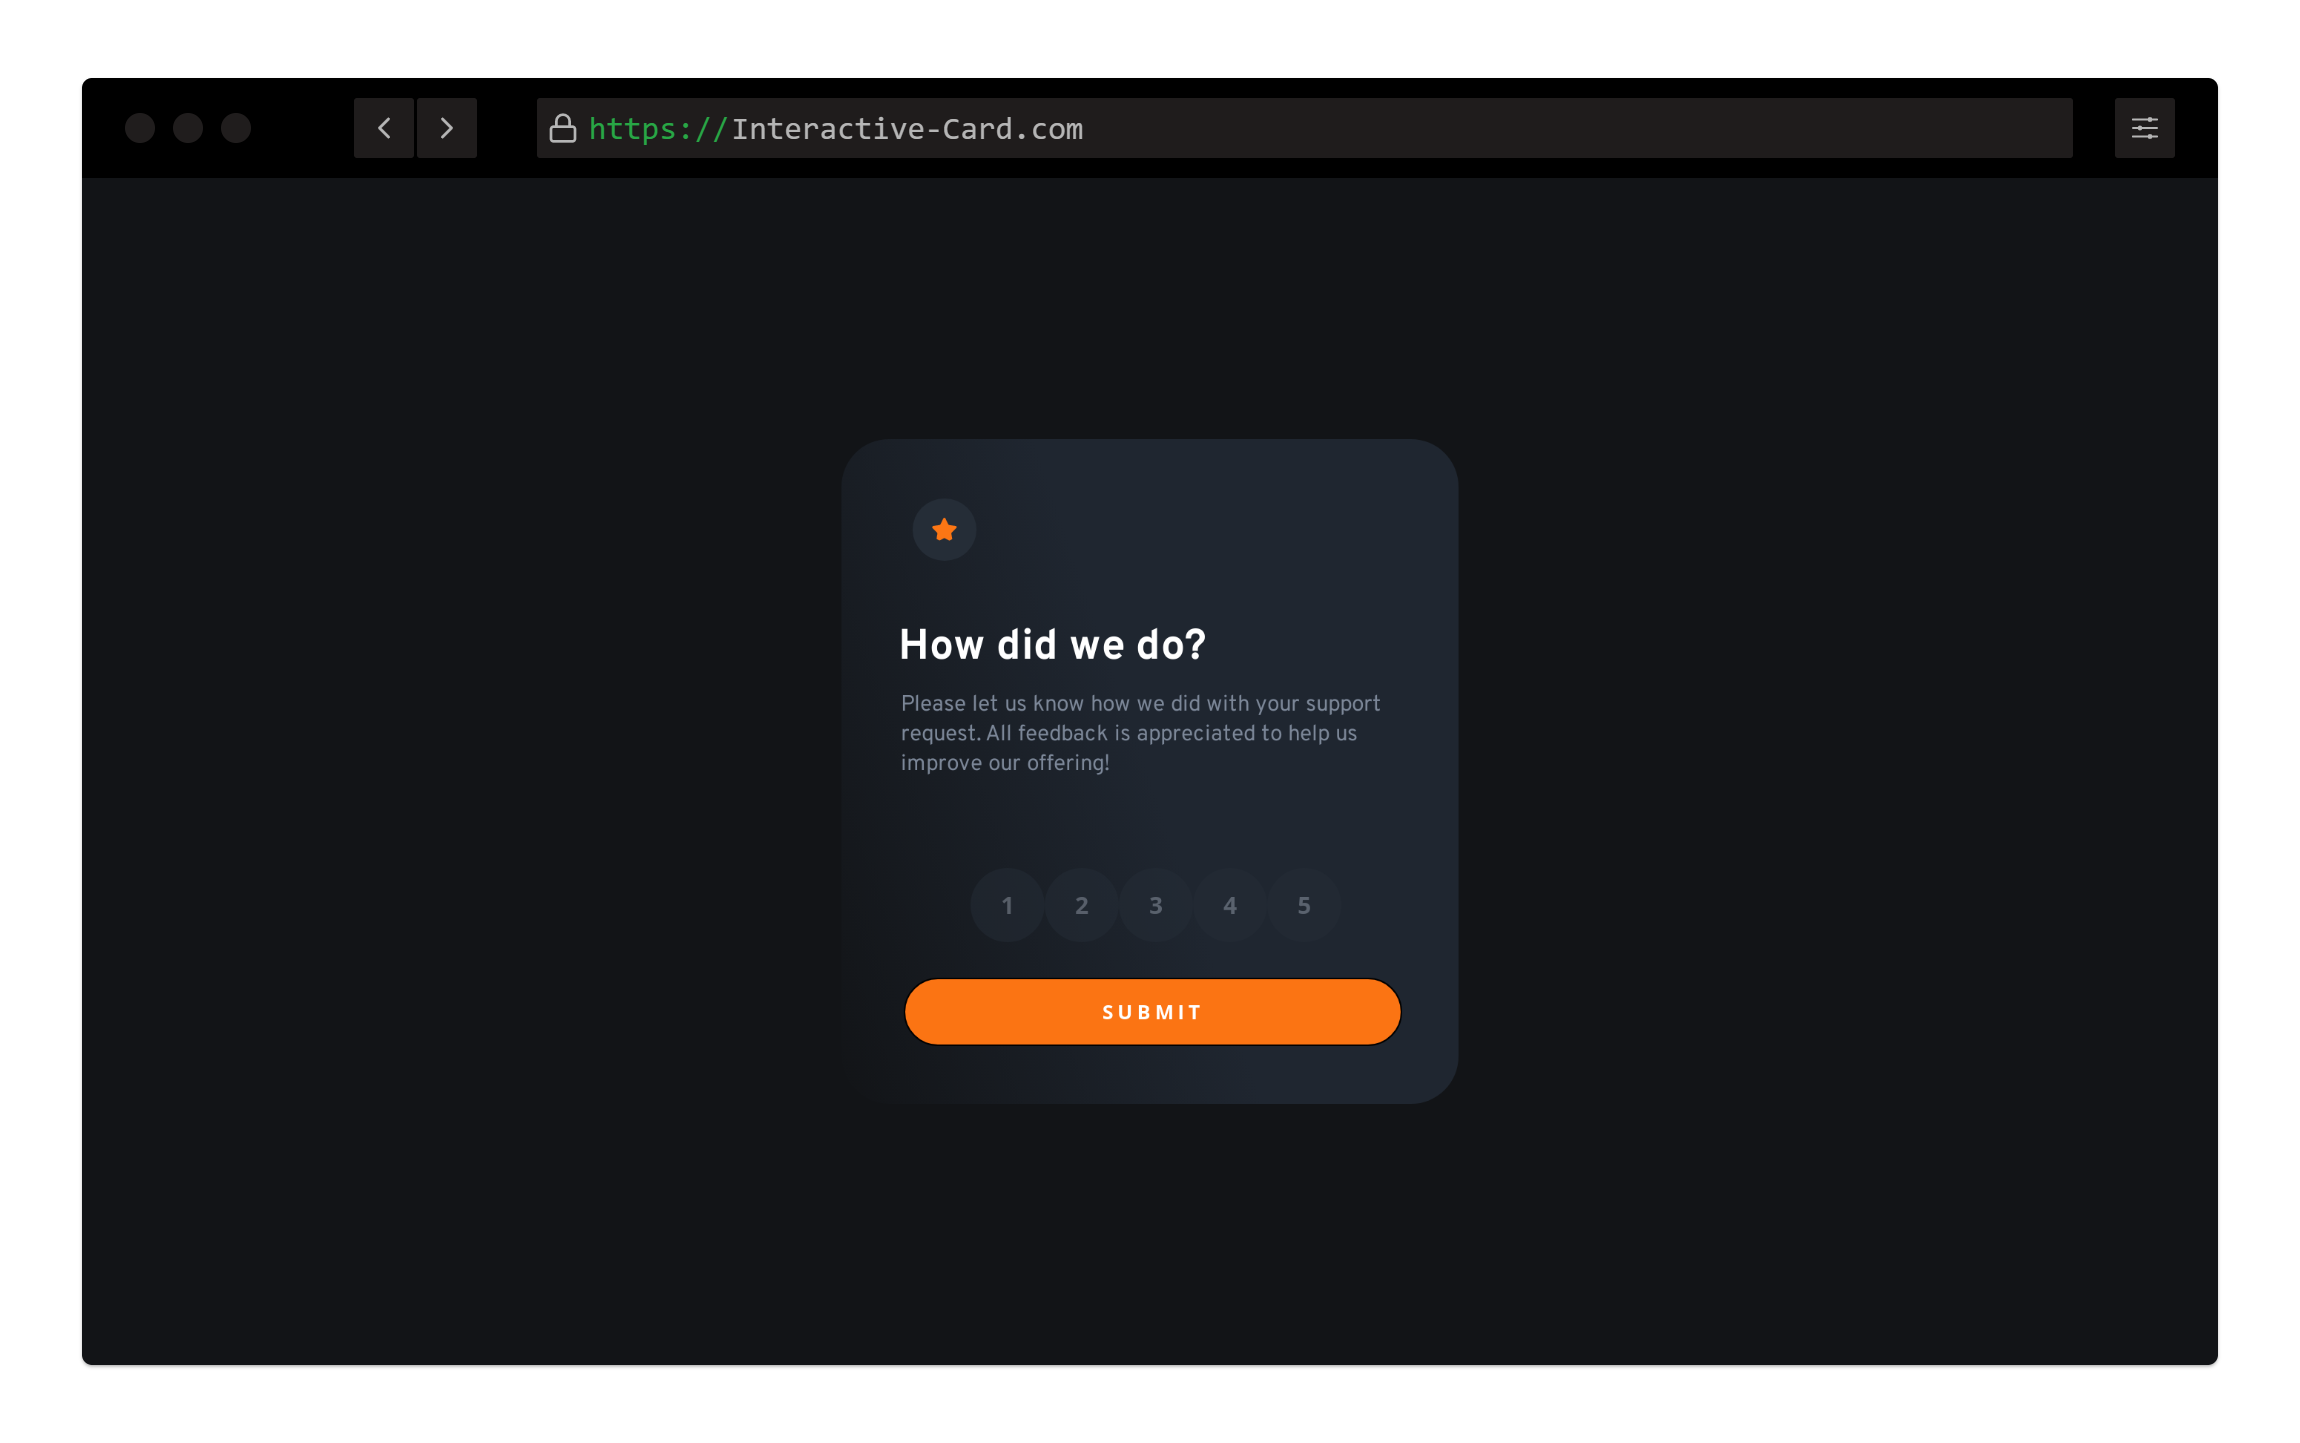 https://Interactive-Card.com
How did we do?
Please let us know how we did with your support
request. All feedback is appreciated to help us
improve our offering!
1 2 3 4 5
SUBMIT